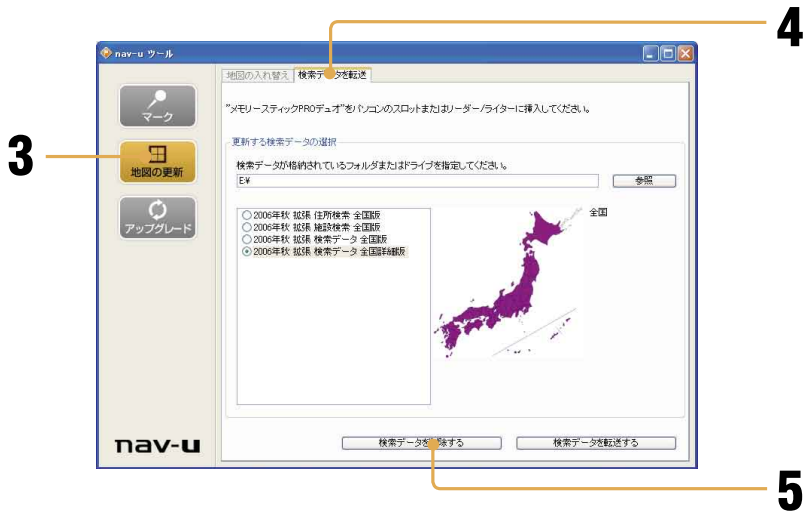 4
nav-u ツール
地図の入れ替え
検索データを転送
マーク
"メモリースティックPROデュオ"をパソコンのスロットまたはリーダー/ライターに挿入してください。
3
更新する検索データの選択
地図の更新
検索データが格納されているフォルダまたはドライブを指定してください。
E:¥
参照
アップグレード
2006年秋 拡張 住所検索 全国版
2006年秋 拡張 施設検索 全国版
2006年秋 拡張 検索データ 全国版
2006年秋 拡張 検索データ 全国詳細版
全国
nav-u
検索データを削除する
検索データを転送する
5